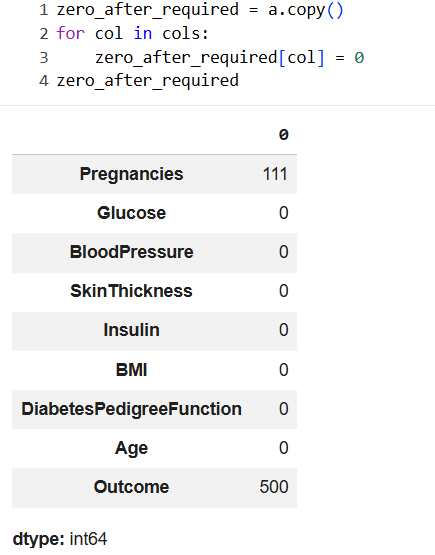 1 zero_after_required = a.copy()
2 for col in cols:
3     zero_after_required[col] = 0
4 zero_after_required
0
Pregnancies 111
Glucose 0
BloodPressure 0
SkinThickness 0
Insulin 0
BMI 0
DiabetesPedigreeFunction 0
Age 0
Outcome 500
dtype: int64